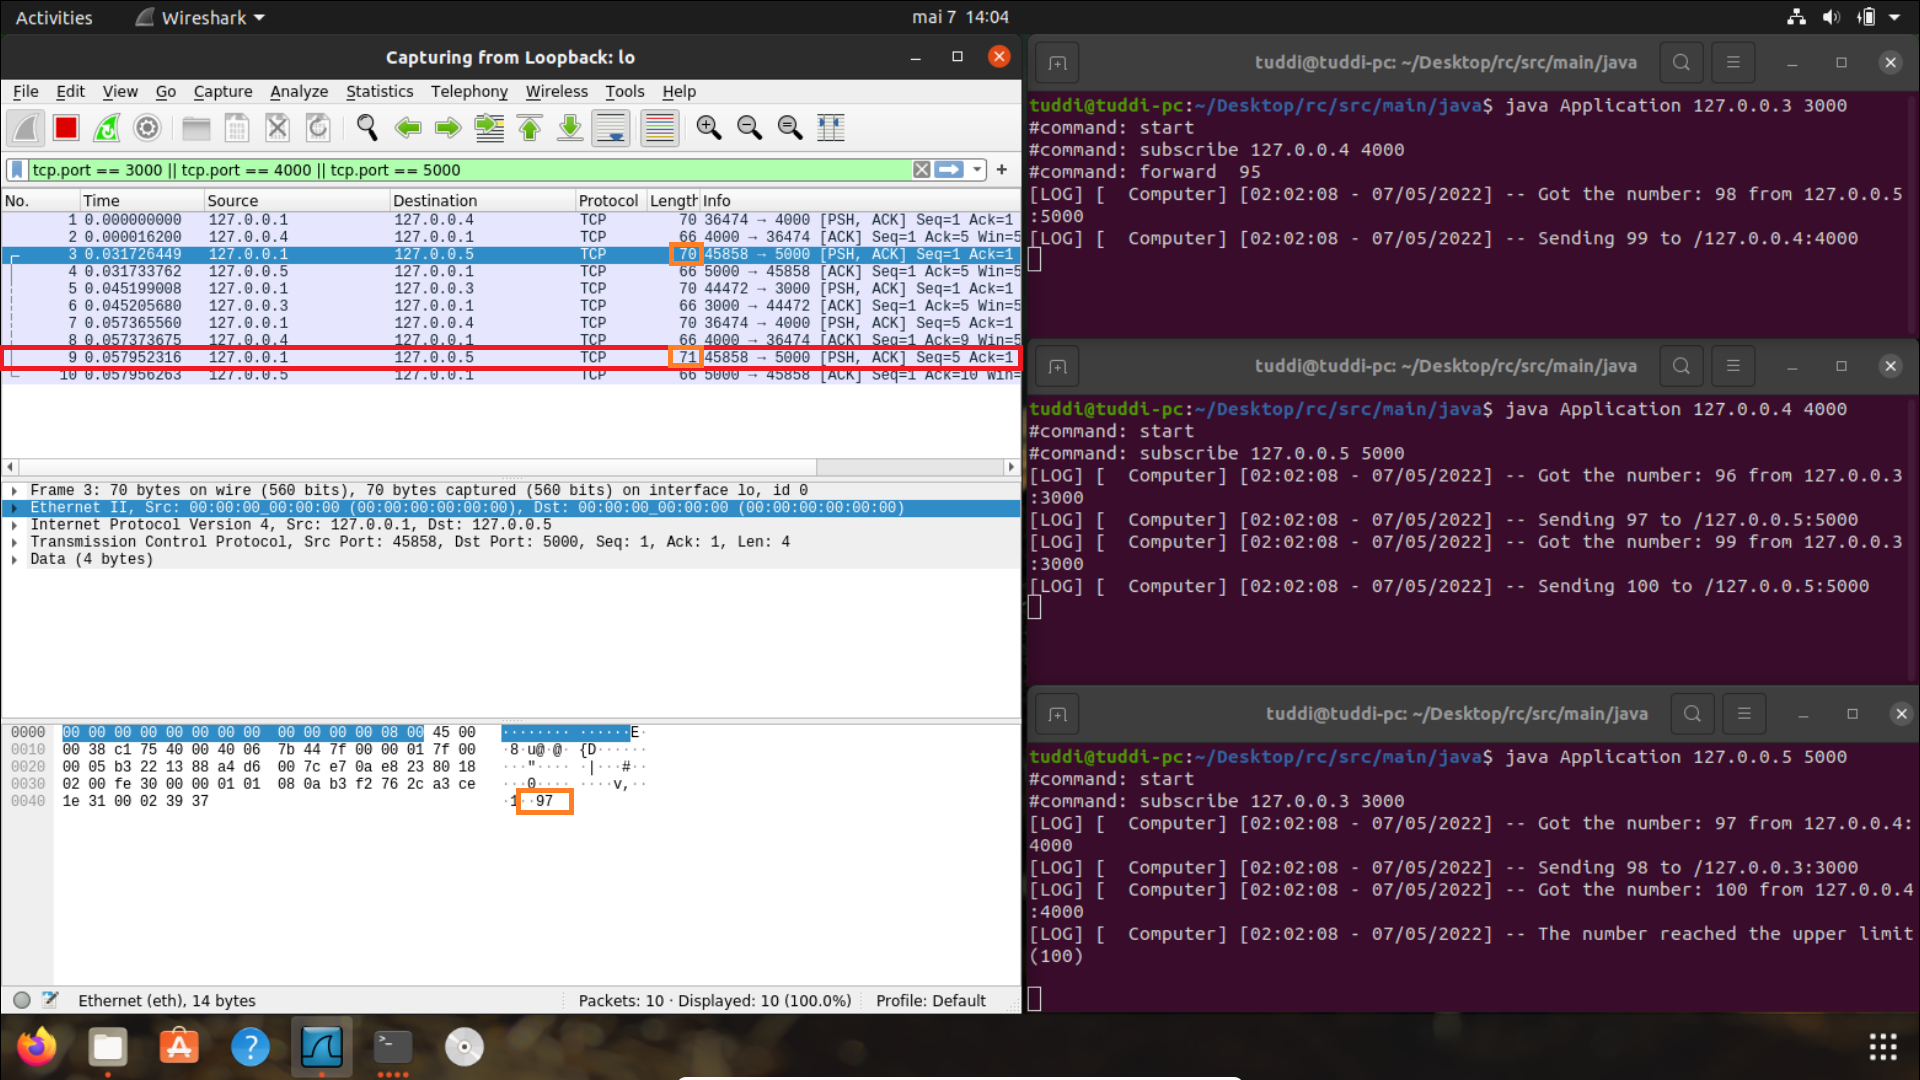 Activities
Wireshark
mai 7 14:04
Capturing from Loopback: lo
File Edit View Go Capture Analyze Statistics Telephony Wireless Tools Help
tcp.port == 3000 || tcp.port == 4000 || tcp.port == 5000
No. Time Source Destination Protocol Length Info
1 0.000000000 127.0.0.1 127.0.0.4 TCP 70 36474 → 4000 [PSH, ACK] Seq=1 Ack=1
2 0.000016200 127.0.0.4 127.0.0.1 TCP 66 4000 → 36474 [ACK] Seq=1 Ack=5 Win=5
3 0.031726449 127.0.0.1 127.0.0.5 TCP 70 45858 → 5000 [PSH, ACK] Seq=1 Ack=1
4 0.031733762 127.0.0.5 127.0.0.1 TCP 66 5000 → 45858 [ACK] Seq=1 Ack=5 Win=5
5 0.045199008 127.0.0.1 127.0.0.3 TCP 70 44472 → 3000 [PSH, ACK] Seq=1 Ack=1
6 0.045205680 127.0.0.3 127.0.0.1 TCP 66 3000 → 44472 [ACK] Seq=1 Ack=5 Win=5
7 0.057365560 127.0.0.1 127.0.0.4 TCP 70 36474 → 4000 [PSH, ACK] Seq=5 Ack=1
8 0.057373675 127.0.0.4 127.0.0.1 TCP 66 4000 → 36474 [ACK] Seq=1 Ack=9 Win=5
9 0.057952316 127.0.0.1 127.0.0.5 TCP 71 45858 → 5000 [PSH, ACK] Seq=5 Ack=1
10 0.057956263 127.0.0.5 127.0.0.1 TCP 66 5000 → 45858 [ACK] Seq=1 Ack=10 Win=
Frame 3: 70 bytes on wire (560 bits), 70 bytes captured (560 bits) on interface lo, id 0
Ethernet II, Src: 00:00:00_00:00:00 (00:00:00:00:00:00), Dst: 00:00:00_00:00:00 (00:00:00:00:00:00)
Internet Protocol Version 4, Src: 127.0.0.1, Dst: 127.0.0.5
Transmission Control Protocol, Src Port: 45858, Dst Port: 5000, Seq: 1, Ack: 1, Len: 4
Data (4 bytes)
0000 00 00 00 00 00 00 00 00 00 00 00 00 08 00 45 00 ········ ······E·
0010 00 38 c1 75 40 00 40 06 7b 44 7f 00 00 01 7f 00 ·8·u@·@· {D······
0020 00 05 b3 22 13 88 a4 d6 00 7c e7 0a e8 23 80 18 ···"···· ·|···#··
0030 02 00 fe 30 00 00 01 01 08 0a b3 f2 76 2c a3 ce ···0···· ····v,··
0040 1e 31 00 02 39 37 ·1··97
Ethernet (eth), 14 bytes
Packets: 10 · Displayed: 10 (100.0%)
Profile: Default
tuddi@tuddi-pc: ~/Desktop/rc/src/main/java
tuddi@tuddi-pc:~/Desktop/rc/src/main/java$ java Application 127.0.0.3 3000
#command: start
#command: subscribe 127.0.0.4 4000
#command: forward  95
[LOG] [  Computer] [02:02:08 - 07/05/2022] -- Got the number: 98 from 127.0.0.5
:5000
[LOG] [  Computer] [02:02:08 - 07/05/2022] -- Sending 99 to /127.0.0.4:4000
tuddi@tuddi-pc: ~/Desktop/rc/src/main/java
tuddi@tuddi-pc:~/Desktop/rc/src/main/java$ java Application 127.0.0.4 4000
#command: start
#command: subscribe 127.0.0.5 5000
[LOG] [  Computer] [02:02:08 - 07/05/2022] -- Got the number: 96 from 127.0.0.3
:3000
[LOG] [  Computer] [02:02:08 - 07/05/2022] -- Sending 97 to /127.0.0.5:5000
[LOG] [  Computer] [02:02:08 - 07/05/2022] -- Got the number: 99 from 127.0.0.3
:3000
[LOG] [  Computer] [02:02:08 - 07/05/2022] -- Sending 100 to /127.0.0.5:5000
tuddi@tuddi-pc: ~/Desktop/rc/src/main/java
tuddi@tuddi-pc:~/Desktop/rc/src/main/java$ java Application 127.0.0.5 5000
#command: start
#command: subscribe 127.0.0.3 3000
[LOG] [  Computer] [02:02:08 - 07/05/2022] -- Got the number: 97 from 127.0.0.4:
4000
[LOG] [  Computer] [02:02:08 - 07/05/2022] -- Sending 98 to /127.0.0.3:3000
[LOG] [  Computer] [02:02:08 - 07/05/2022] -- Got the number: 100 from 127.0.0.4
:4000
[LOG] [  Computer] [02:02:08 - 07/05/2022] -- The number reached the upper limit
(100)